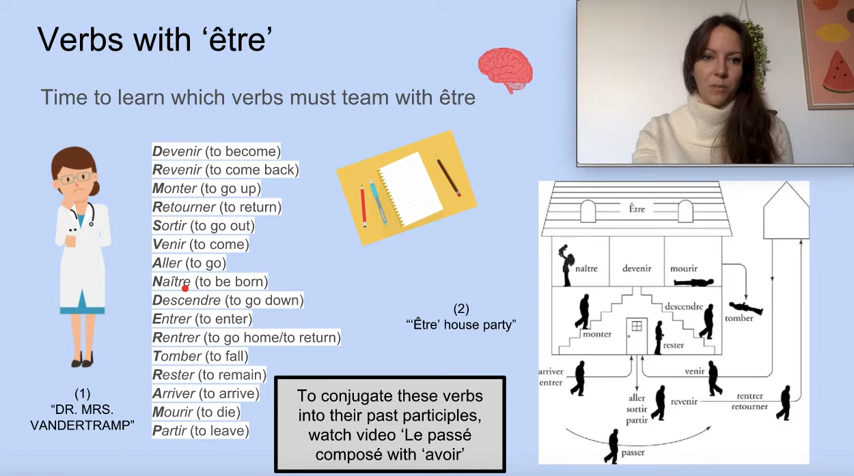 Verbs with ‘être’
Time to learn which verbs must team with être
Devenir (to become)
Revenir (to come back)
Monter (to go up)
Retourner (to return)
Sortir (to go out)
Venir (to come)
Aller (to go)
Naître (to be born)
Descendre (to go down)
Entrer (to enter)
Rentrer (to go home/to return)
Tomber (to fall)
Rester (to remain)
Arriver (to arrive)
Mourir (to die)
Partir (to leave)
(1)
“DR. MRS.
VANDERTRAMP”
(2)
“‘Être’ house party”
To conjugate these verbs
into their past participles,
watch video ‘Le passé
composé with ‘avoir’
Être
naître
devenir
mourir
descendre
tomber
monter
rester
arriver
entrer
venir
aller
sortir
partir
revenir
rentrer
retourner
passer